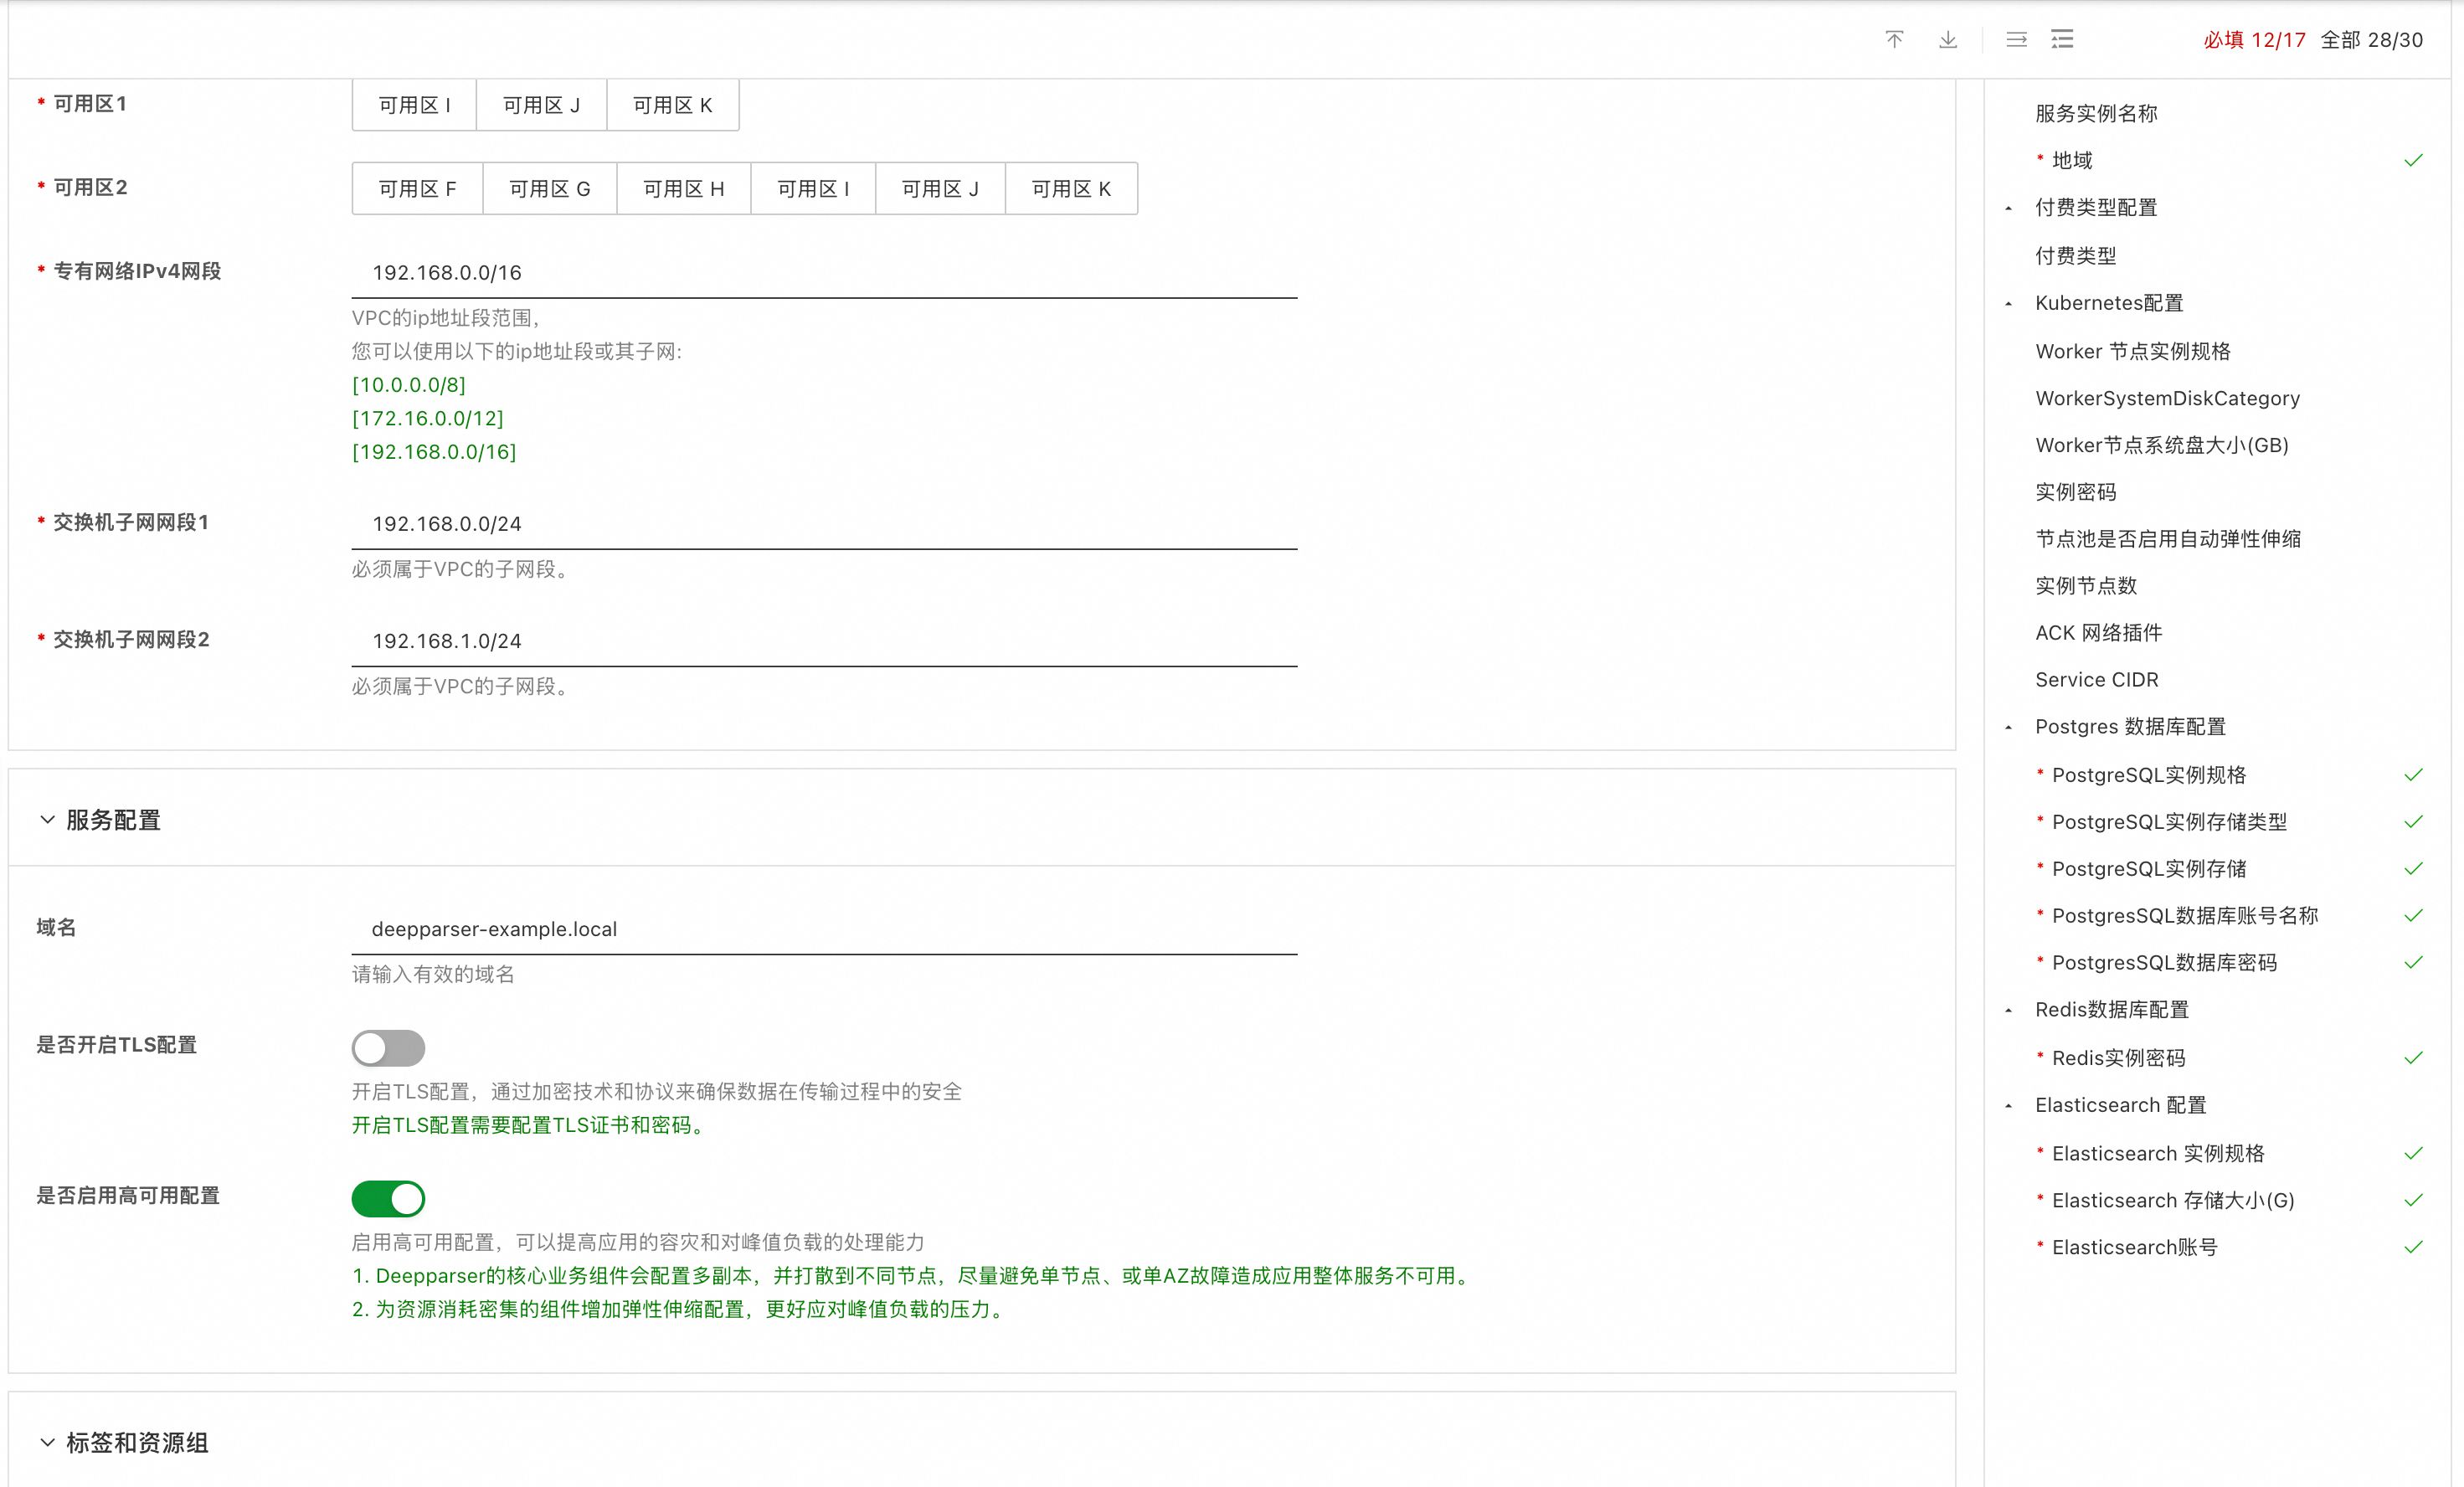 必填 12/17 全部 28/30
* 可用区1
可用区 I 可用区 J 可用区 K
* 可用区2
可用区 F 可用区 G 可用区 H 可用区 I 可用区 J 可用区 K
* 专有网络IPv4网段
192.168.0.0/16
VPC的ip地址段范围,
您可以使用以下的ip地址段或其子网:
[10.0.0.0/8]
[172.16.0.0/12]
[192.168.0.0/16]
* 交换机子网网段1
192.168.0.0/24
必须属于VPC的子网段。
* 交换机子网网段2
192.168.1.0/24
必须属于VPC的子网段。
服务配置
域名
deepparser-example.local
请输入有效的域名
是否开启TLS配置
开启TLS配置，通过加密技术和协议来确保数据在传输过程中的安全
开启TLS配置需要配置TLS证书和密码。
是否启用高可用配置
启用高可用配置，可以提高应用的容灾和对峰值负载的处理能力
1. Deepparser的核心业务组件会配置多副本，并打散到不同节点，尽量避免单节点、或单AZ故障造成应用整体服务不可用。
2. 为资源消耗密集的组件增加弹性伸缩配置，更好应对峰值负载的压力。
标签和资源组
服务实例名称
* 地域
付费类型配置
付费类型
Kubernetes配置
Worker 节点实例规格
WorkerSystemDiskCategory
Worker节点系统盘大小(GB)
实例密码
节点池是否启用自动弹性伸缩
实例节点数
ACK 网络插件
Service CIDR
Postgres 数据库配置
* PostgreSQL实例规格
* PostgreSQL实例存储类型
* PostgreSQL实例存储
* PostgresSQL数据库账号名称
* PostgresSQL数据库密码
Redis数据库配置
* Redis实例密码
Elasticsearch 配置
* Elasticsearch 实例规格
* Elasticsearch 存储大小(G)
* Elasticsearch账号